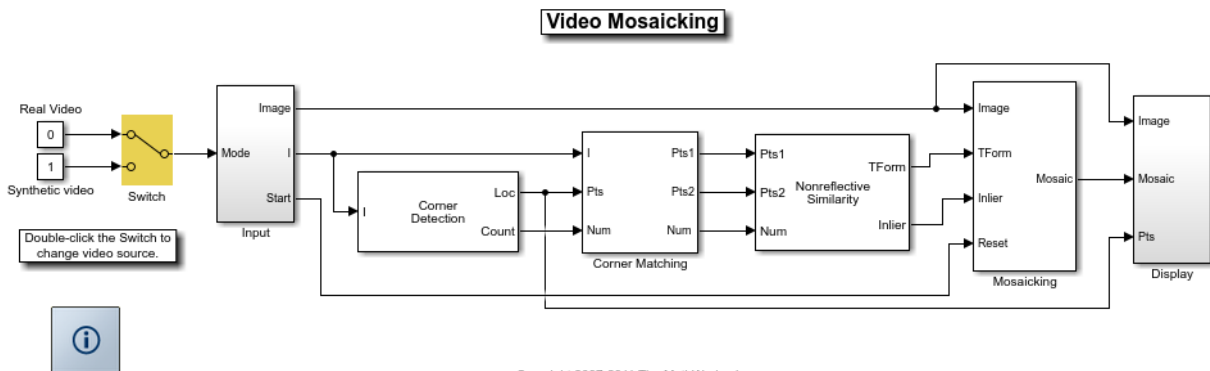 Video Mosaicking
Real Video
0
1
Synthetic video
Switch
Double-click the Switch to
change video source.
Mode
Image
I
Start
Input
I
Corner
Detection
Loc
Count
I
Pts
Num
Pts1
Pts2
Num
Corner Matching
Pts1
Pts2
Num
Nonreflective
Similarity
TForm
Inlier
Image
TForm
Inlier
Reset
Mosaic
Mosaicking
Image
Mosaic
Pts
Display